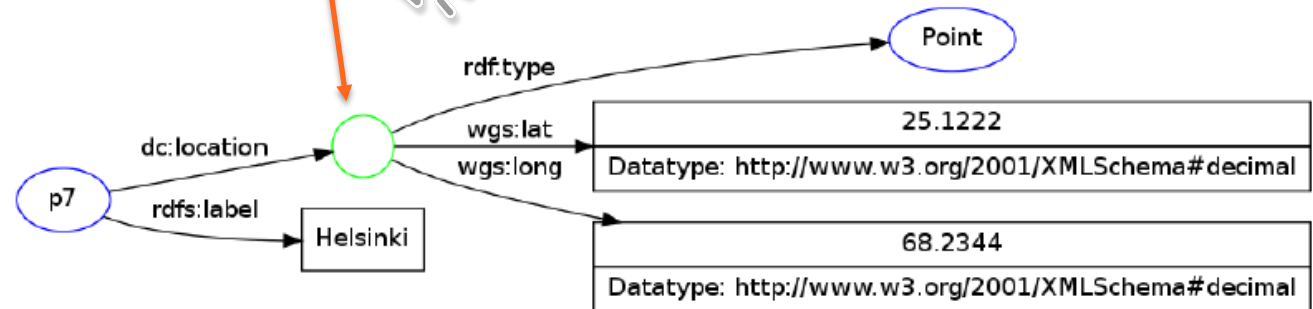 Point
rdf:type
25.1222
wgs:lat
Datatype: http://www.w3.org/2001/XMLSchema#decimal
dc:location
wgs:long
p7
rdfs:label
Helsinki
68.2344
Datatype: http://www.w3.org/2001/XMLSchema#decimal